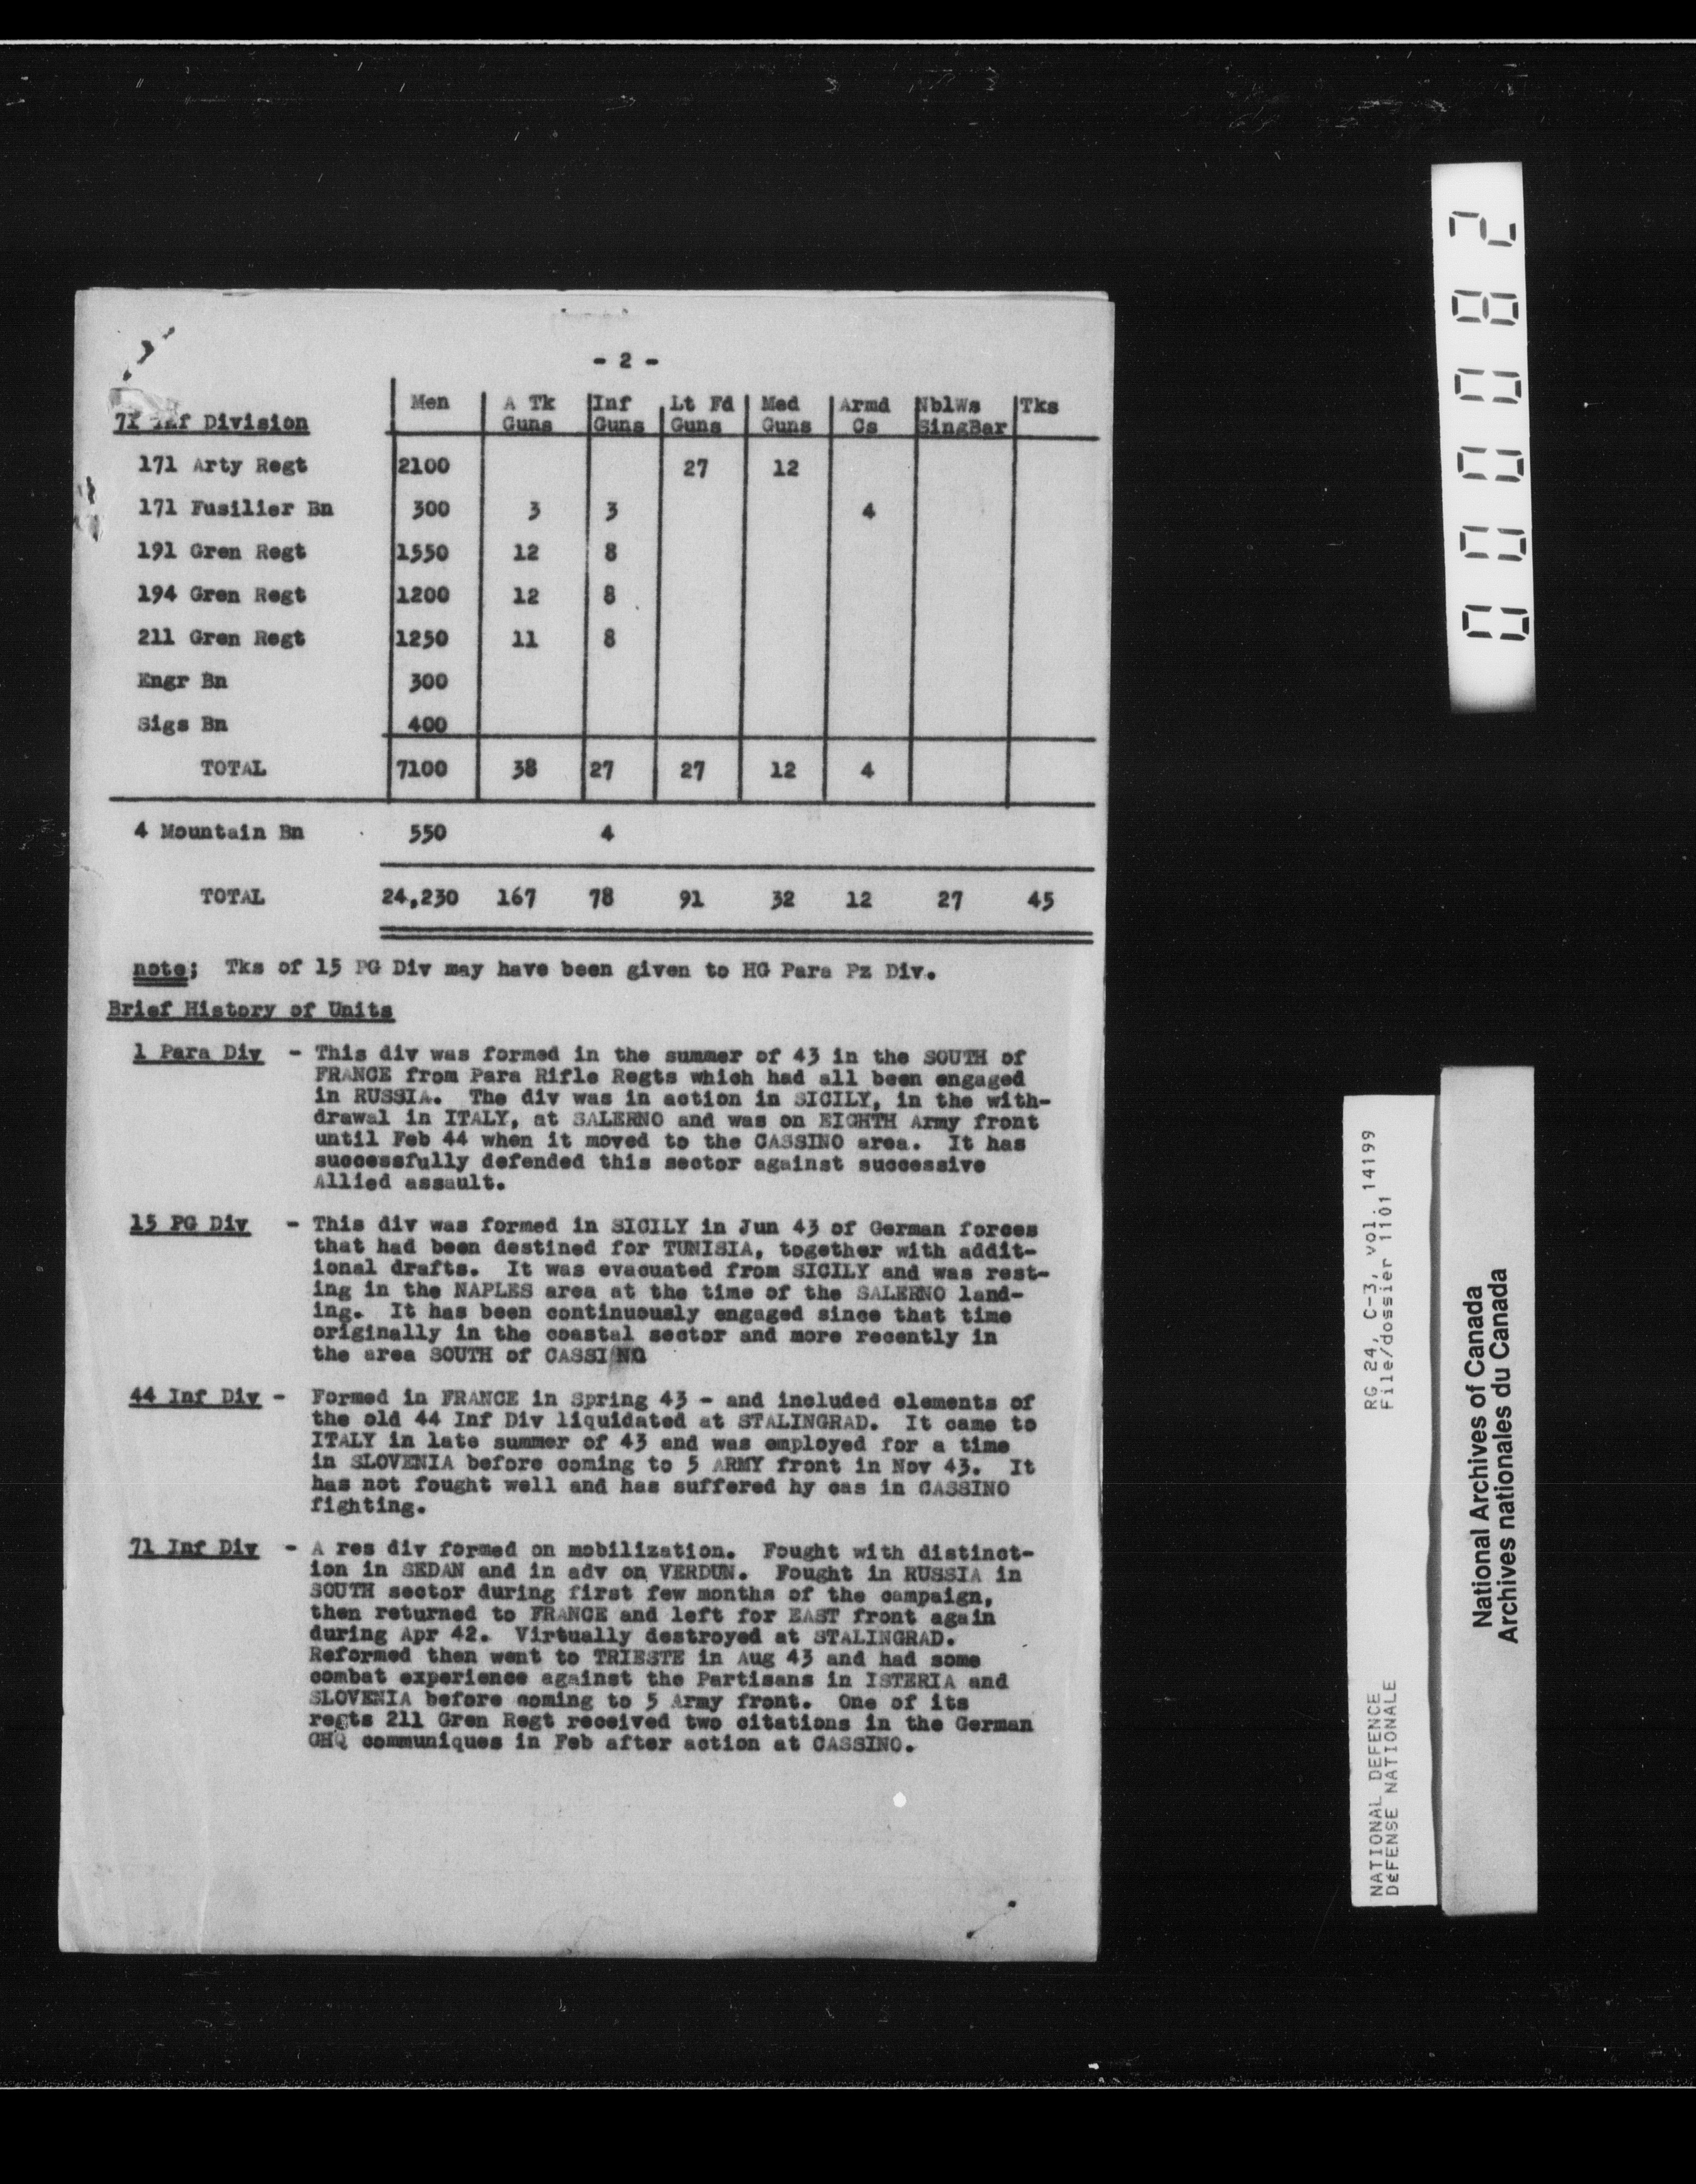 - 2 -
Men A Tk Inf Lt Fd Med Armd Nblws Tks
71 Inf Division Guns Guns Guns Guns Cs SingBar
171 Arty Regt 2100 27 12
171 Fusilier Bn 300 3 3 4
191 Gren Regt 1550 12 8
194 Gren Regt 1200 12 8
211 Gren Regt 1250 11 8
Engr Bn 300
Sigs Bn 400
TOTAL 7100 38 27 27 12 4
4 Mountain Bn 550 4
TOTAL 24,230 167 78 91 32 12 27 45
note; Tks of 15 PG Div may have been given to HG Para Pz Div.
Brief History of Units
1 Para Div - This div was formed in the summer of 43 in the SOUTH of
FRANCE from Para Rifle Regts which had all been engaged
in RUSSIA. The div was in action in SICILY, in the with-
drawal in ITALY, at SALERNO and was on EIGHTH Army front
until Feb 44 when it moved to the CASSINO area. It has
successfully defended this sector against successive
Allied assault.
15 PG Div - This div was formed in SICILY in Jun 43 of German forces
that had been destined for TUNISIA, together with addit-
ional drafts. It was evacuated from SICILY and was rest-
ing in the NAPLES area at the time of the SALERNO land-
ing. It has been continuously engaged since that time
originally in the coastal sector and more recently in
the area SOUTH of CASSINO
44 Inf Div - Formed in FRANCE in Spring 43 - and included elements of
the old 44 Inf Div liquidated at STALINGRAD. It came to
ITALY in late summer of 43 and was employed for a time
in SLOVENIA before coming to 5 ARMY front in Nov 43. It
has not fought well and has suffered hy cas in CASSINO
fighting.
71 Inf Div - A res div formed on mobilization. Fought with distinct-
ion in SEDAN and in adv on VERDUN. Fought in RUSSIA in
SOUTH sector during first few months of the campaign,
then returned to FRANCE and left for EAST front again
during Apr 42. Virtually destroyed at STALINGRAD.
Reformed then went to TRIESTE in Aug 43 and had some
combat experience against the Partisans in ISTERIA and
SLOVENIA before coming to 5 Army front. One of its
regts 211 Gren Regt received two citations in the German
GHQ communiques in Feb after action at CASSINO.
000082
NATIONAL DEFENCE RG 24, C-3, vol. 14199
DéFENSE NATIONALE File/dossier 1101
National Archives of Canada
Archives nationales du Canada